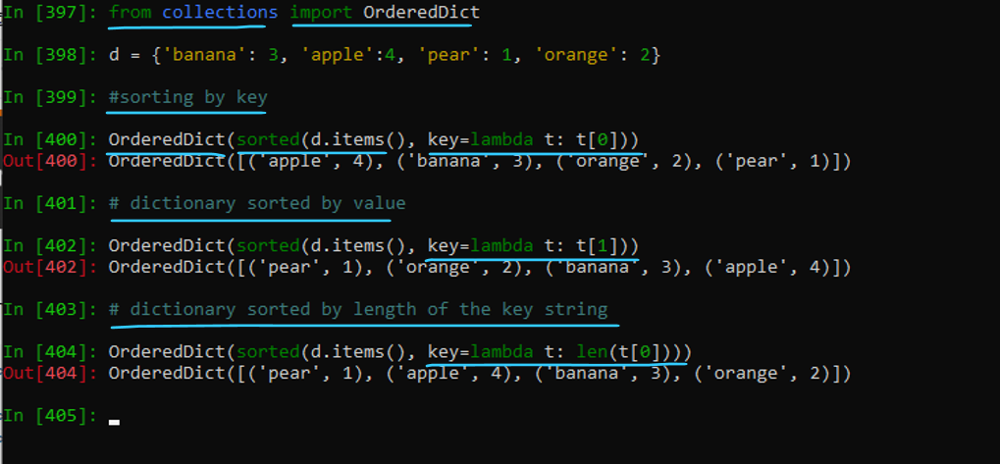 In [397]: from collections import OrderedDict
In [398]: d = {'banana': 3, 'apple':4, 'pear': 1, 'orange': 2}
In [399]: #sorting by key
In [400]: OrderedDict(sorted(d.items(), key=lambda t: t[0]))
Out[400]: OrderedDict([('apple', 4), ('banana', 3), ('orange', 2), ('pear', 1)])
In [401]: # dictionary sorted by value
In [402]: OrderedDict(sorted(d.items(), key=lambda t: t[1]))
Out[402]: OrderedDict([('pear', 1), ('orange', 2), ('banana', 3), ('apple', 4)])
In [403]: # dictionary sorted by length of the key string
In [404]: OrderedDict(sorted(d.items(), key=lambda t: len(t[0])))
Out[404]: OrderedDict([('pear', 1), ('apple', 4), ('banana', 3), ('orange', 2)])
In [405]: